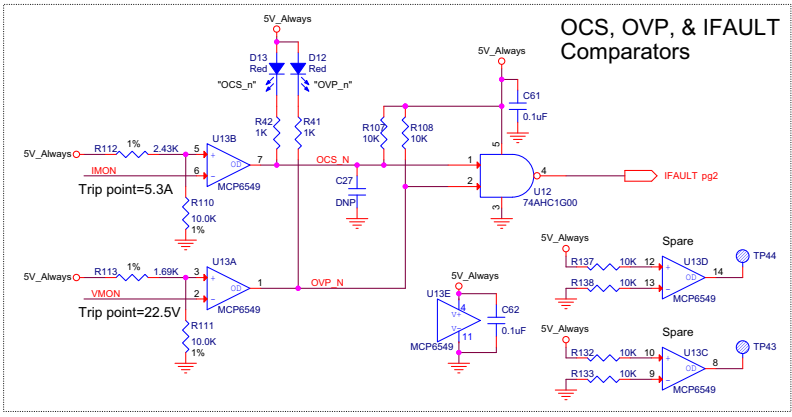 OCS, OVP, & IFAULT
Comparators
5V_Always
D13
Red
D12
Red
"OCS_n"
"OVP_n"
5V_Always
C61
0.1uF
R42
1K
R41
1K
R107
10K
R108
10K
5
R112
1%
2.43K
5V_Always
U13B
5
+
6
−
OD
7
MCP6549
IMON
OCS_N
1
2
4
3
U12
74AHC1G00
IFAULT pg2
Trip point=5.3A
R110
10.0K
1%
C27
DNP
R113
1%
1.69K
5V_Always
U13A
3
+
2
−
OD
1
MCP6549
VMON
OVP_N
Trip point=22.5V
R111
10.0K
1%
5V_Always
U13E
4
V+
V−
11
MCP6549
C62
0.1uF
Spare
5V_Always
R137
10K
12
+
U13D
OD
14
TP44
R138
10K
13
−
MCP6549
Spare
5V_Always
R132
10K
10
+
U13C
OD
8
TP43
R133
10K
9
−
MCP6549